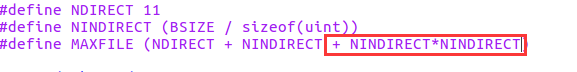 #define NDIRECT 11
#define NINDIRECT (BSIZE / sizeof(uint))
#define MAXFILE (NDIRECT + NINDIRECT + NINDIRECT*NINDIRECT)